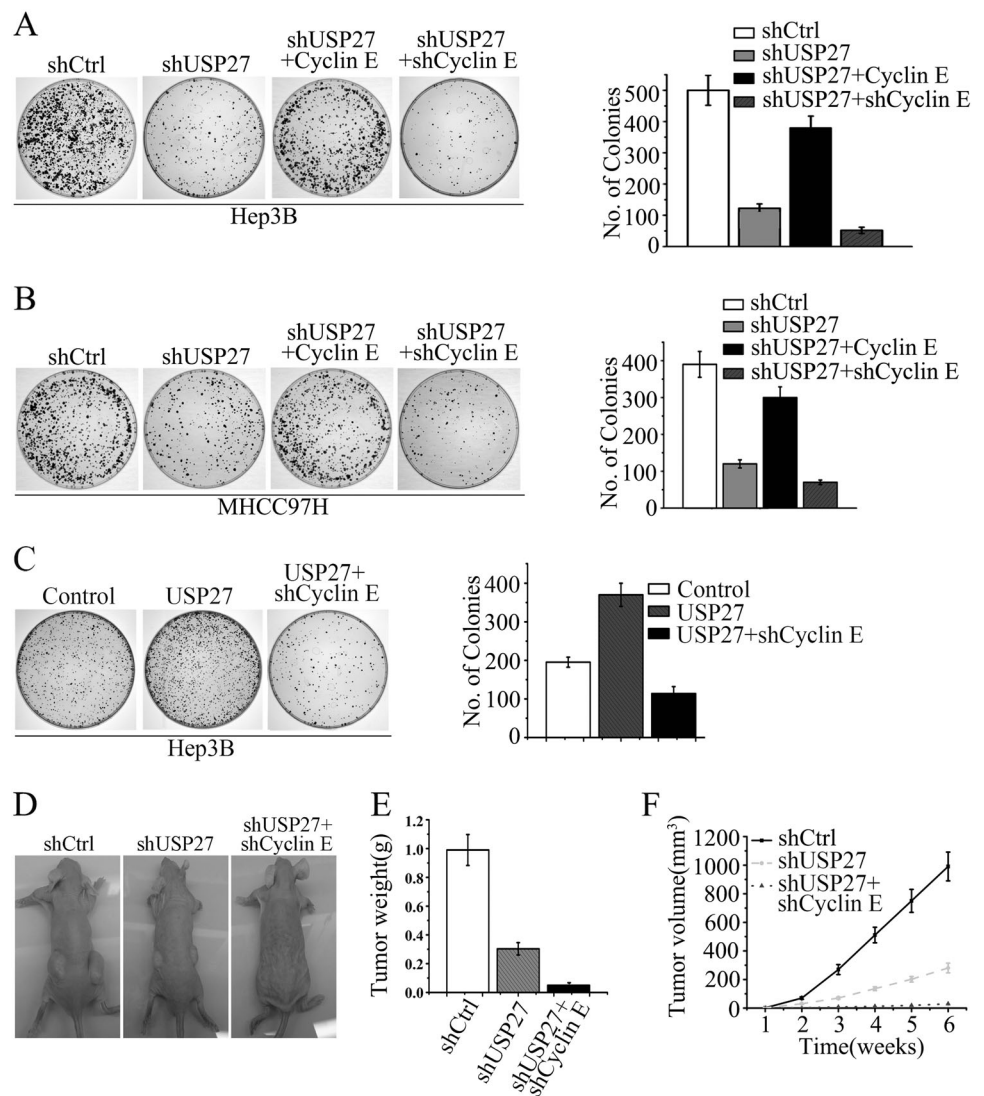 A
shCtrl
shUSP27
shUSP27
+Cyclin E
shUSP27
+shCyclin E
Hep3B
No. of Colonies
500
400
300
200
100
0
shCtrl
shUSP27
shUSP27+Cyclin E
shUSP27+shCyclin E
B
shCtrl
shUSP27
shUSP27
+Cyclin E
shUSP27
+shCyclin E
MHCC97H
No. of Colonies
400
300
200
100
0
shCtrl
shUSP27
shUSP27+Cyclin E
shUSP27+shCyclin E
C
Control
USP27
USP27+
shCyclin E
Hep3B
No. of Colonies
400
300
200
100
0
Control
USP27
USP27+shCyclin E
D
shCtrl
shUSP27
shUSP27+
shCyclin E
E
Tumor weight(g)
1.2
1.0
0.8
0.6
0.4
0.2
0.0
shCtrl
shUSP27
shUSP27+
shCyclin E
F
Tumor volume(mm³)
1200
1000
800
600
400
200
0
shCtrl
shUSP27
shUSP27+
shCyclin E
1 2 3 4 5 6
Time(weeks)